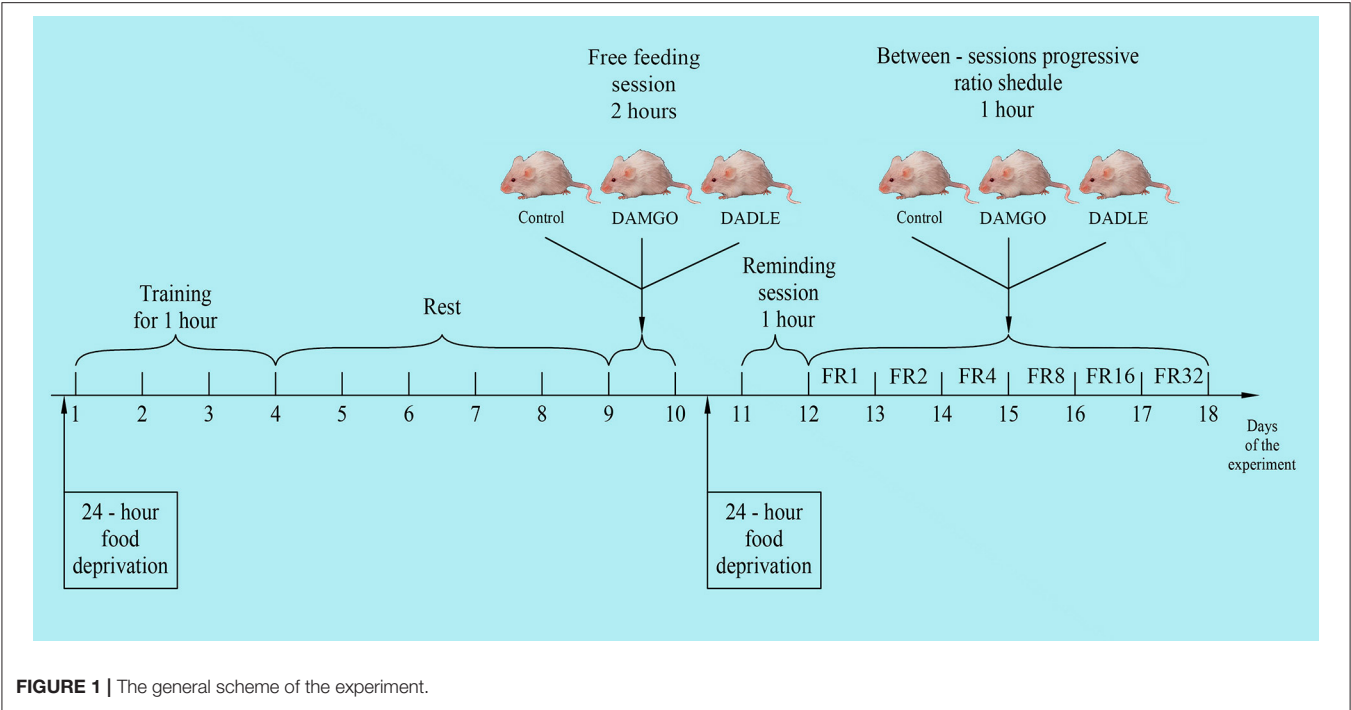 Free feeding
session
2 hours
Between - sessions progressive
ratio shedule
1 hour
Control
DAMGO
DADLE
Control
DAMGO
DADLE
Training
for 1 hour
Rest
Reminding
session
1 hour
FR1
FR2
FR4
FR8
FR16
FR32
1
2
3
4
5
6
7
8
9
10
11
12
13
14
15
16
17
18
Days
of the
experiment
24 - hour
food
deprivation
24 - hour
food
deprivation
FIGURE 1 | The general scheme of the experiment.